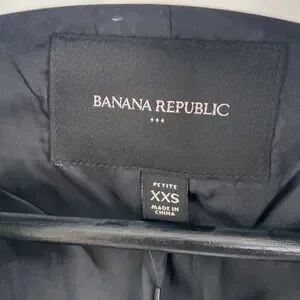 BANANA REPUBLIC
PETITE
XXS
MADE IN
CHINA